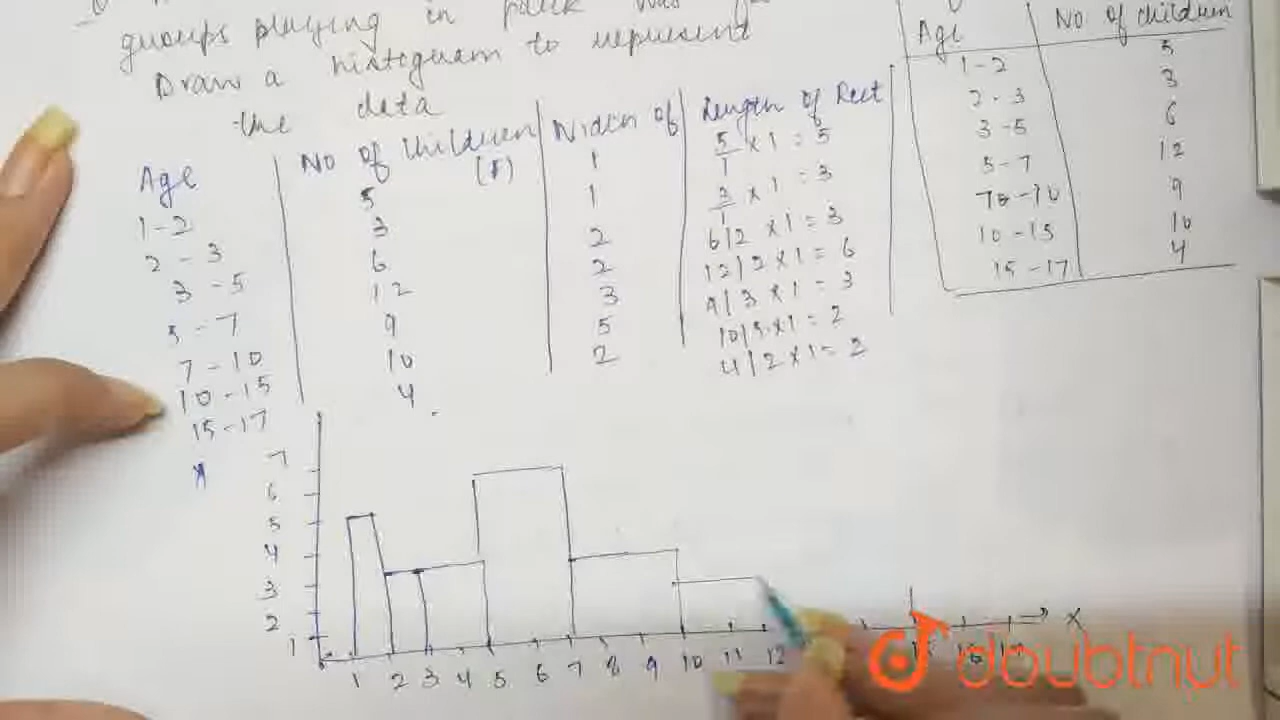 groups playing in park was
Draw a histogram to represent
the data
Age | No of children (F) | Width of | Length of Rect
1-2 5 1 5/1 x 1 = 5
2-3 3 1 3/1 x 1 = 3
3-5 6 2 6/2 x 1 = 3
5-7 12 2 12/2 x 1 = 6
7-10 9 3 9/3 x 1 = 3
10-15 10 5 10/5 x 1 = 2
15-17 4 2 4/2 x 1 = 2
Age | No of children
1-2 5
2-3 3
3-5 6
5-7 12
7-10 9
10-15 10
15-17 4
7
6
5
4
3
2
1
1 2 3 4 5 6 7 8 9 10 11 12 15 16 17 X
doubtnut